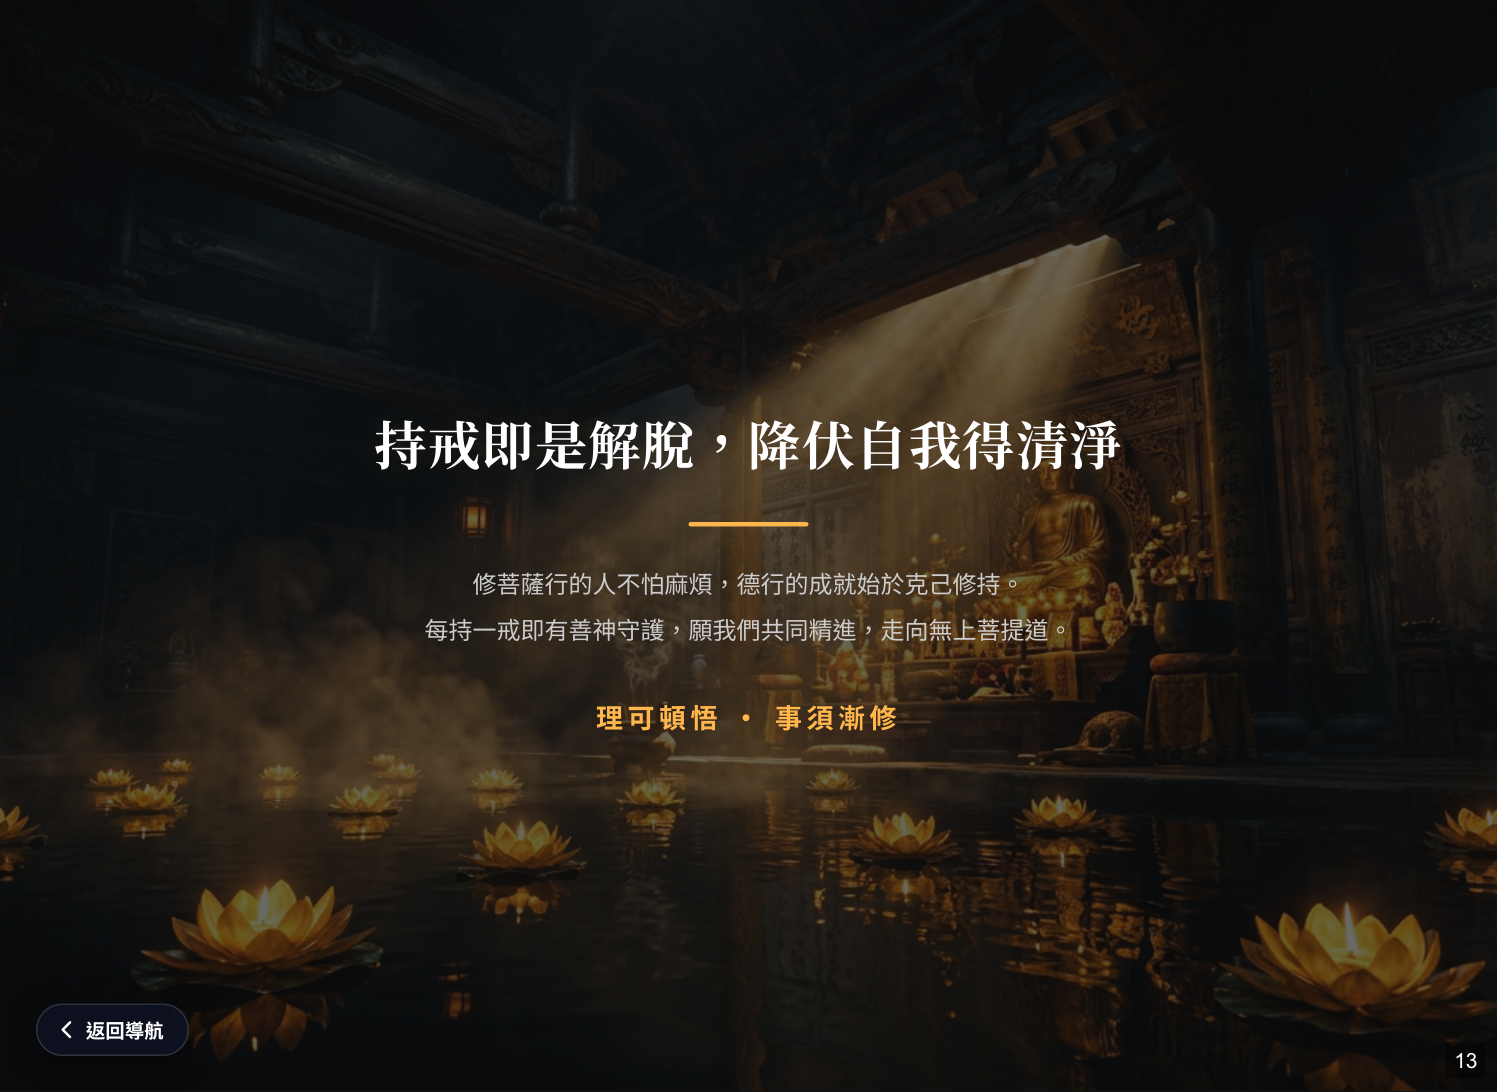 持戒即是解脫，降伏自我得清淨
修菩薩行的人不怕麻煩，德行的成就始於克己修持。
每持一戒即有善神守護，願我們共同精進，走向無上菩提道。
理可頓悟 • 事須漸修
返回導航
13